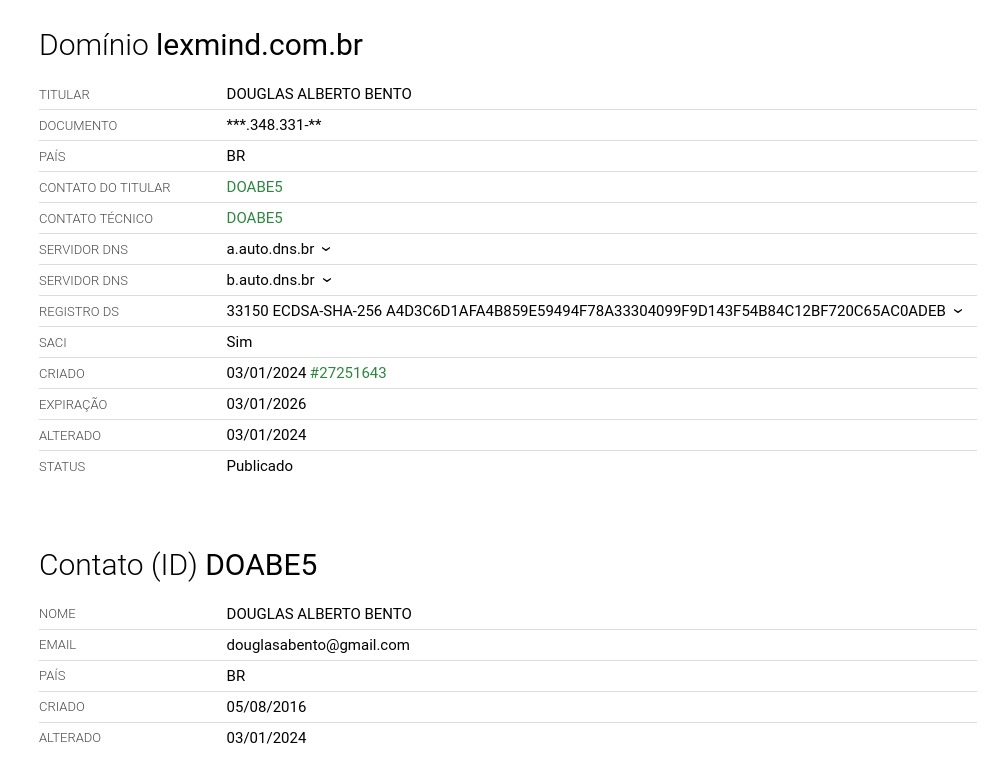 Domínio lexmind.com.br
TITULAR DOUGLAS ALBERTO BENTO
DOCUMENTO ***.348.331-**
PAÍS BR
CONTATO DO TITULAR DOABE5
CONTATO TÉCNICO DOABE5
SERVIDOR DNS a.auto.dns.br
SERVIDOR DNS b.auto.dns.br
REGISTRO DS 33150 ECDSA-SHA-256 A4D3C6D1AFA4B859E59494F78A33304099F9D143F54B84C12BF720C65AC0ADEB
SACI Sim
CRIADO 03/01/2024 #27251643
EXPIRAÇÃO 03/01/2026
ALTERADO 03/01/2024
STATUS Publicado
Contato (ID) DOABE5
NOME DOUGLAS ALBERTO BENTO
EMAIL douglasabento@gmail.com
PAÍS BR
CRIADO 05/08/2016
ALTERADO 03/01/2024